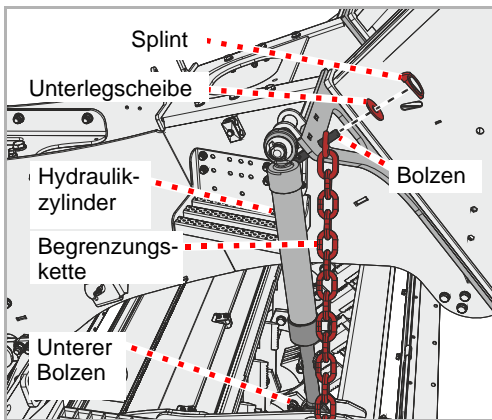 Splint
Unterlegscheibe
Bolzen
Hydraulik-
zylinder
Begrenzungs-
kette
Unterer
Bolzen